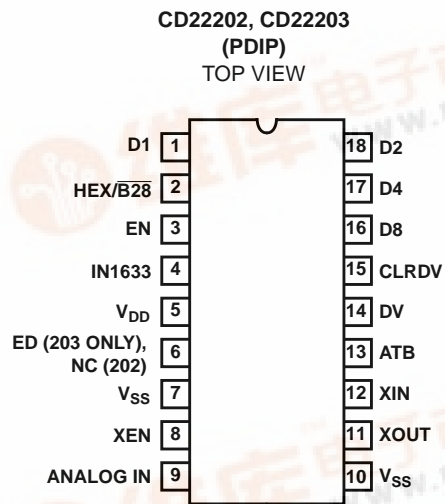 CD22202, CD22203
(PDIP)
TOP VIEW
D1 1 18 D2
HEX/B28 2 17 D4
EN 3 16 D8
IN1633 4 15 CLRDV
VDD 5 14 DV
ED (203 ONLY),
NC (202) 6 13 ATB
VSS 7 12 XIN
XEN 8 11 XOUT
ANALOG IN 9 10 VSS